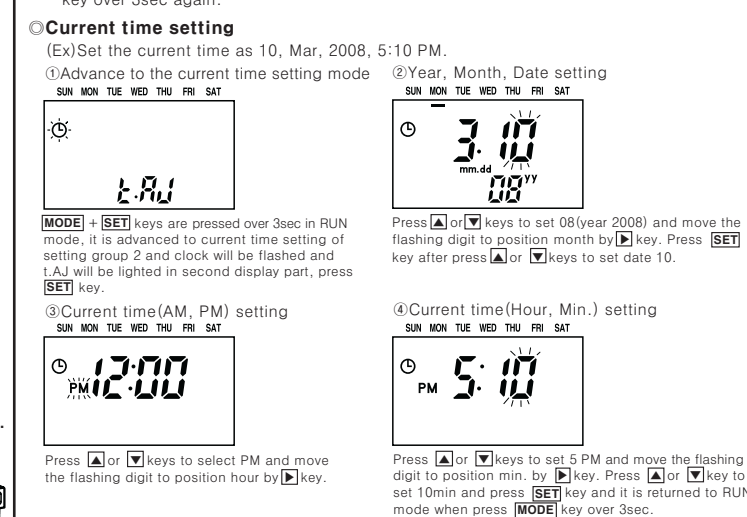 key over 3sec again.
◎Current time setting
(Ex)Set the current time as 10, Mar, 2008, 5:10 PM.
①Advance to the current time setting mode
SUN MON TUE WED THU FRI SAT
t.AJ
MODE + SET keys are pressed over 3sec in RUN
mode, it is advanced to current time setting of
setting group 2 and clock will be flashed and
t.AJ will be lighted in second display part, press
SET key.
②Year, Month, Date setting
SUN MON TUE WED THU FRI SAT
3. 10
mm.dd
08 yy
Press ▲ or ▼ keys to set 08(year 2008) and move the
flashing digit to position month by ▶ key. Press SET
key after press ▲ or ▼ keys to set date 10.
③Current time(AM, PM) setting
SUN MON TUE WED THU FRI SAT
PM 12:00
Press ▲ or ▼ keys to select PM and move
the flashing digit to position hour by ▶ key.
④Current time(Hour, Min.) setting
SUN MON TUE WED THU FRI SAT
PM 5: 10
Press ▲ or ▼ keys to set 5 PM and move the flashing
digit to position min. by ▶ key. Press ▲ or ▼ key to
set 10min and press SET key and it is returned to RUN
mode when press MODE key over 3sec.